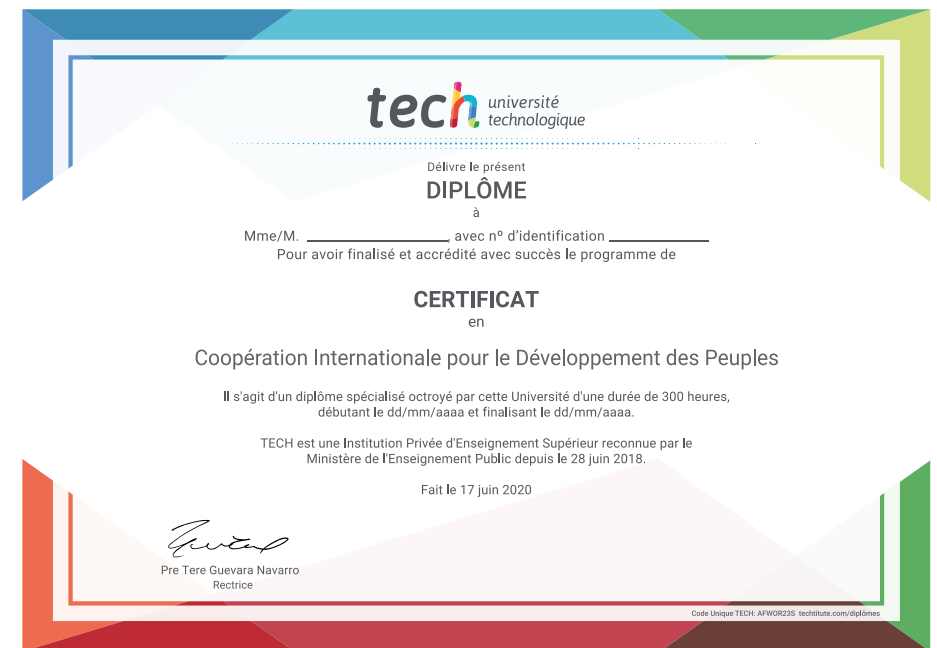 tech université
technologique
Délivre le présent
DIPLÔME
à
Mme/M. ____________________, avec nº d'identification ______________
Pour avoir finalisé et accrédité avec succès le programme de
CERTIFICAT
en
Coopération Internationale pour le Développement des Peuples
Il s'agit d'un diplôme spécialisé octroyé par cette Université d'une durée de 300 heures,
débutant le dd/mm/aaaa et finalisant le dd/mm/aaaa.
TECH est une Institution Privée d'Enseignement Supérieur reconnue par le
Ministère de l'Enseignement Public depuis le 28 juin 2018.
Fait le 17 juin 2020
Pre Tere Guevara Navarro
Rectrice
Code Unique TECH: AFWOR23S techtitute.com/diplômes